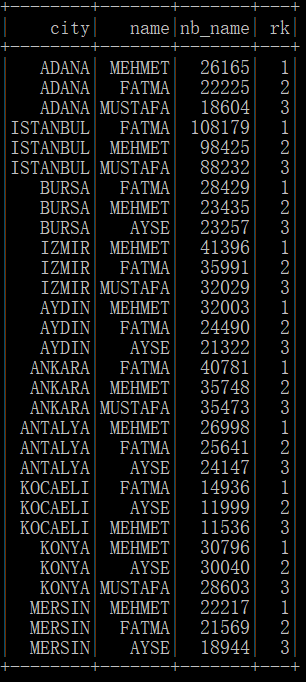 +--------+--------+-------+---+
|    city|    name|nb_name| rk|
+--------+--------+-------+---+
|   ADANA|  MEHMET|  26165|  1|
|   ADANA|   FATMA|  22225|  2|
|   ADANA| MUSTAFA|  18604|  3|
|ISTANBUL|   FATMA| 108179|  1|
|ISTANBUL|  MEHMET|  98425|  2|
|ISTANBUL| MUSTAFA|  88232|  3|
|   BURSA|   FATMA|  28429|  1|
|   BURSA|  MEHMET|  23435|  2|
|   BURSA|    AYSE|  23257|  3|
|   IZMIR|  MEHMET|  41396|  1|
|   IZMIR|   FATMA|  35991|  2|
|   IZMIR| MUSTAFA|  32029|  3|
|   AYDIN|  MEHMET|  32003|  1|
|   AYDIN|   FATMA|  24490|  2|
|   AYDIN|    AYSE|  21322|  3|
|  ANKARA|   FATMA|  40781|  1|
|  ANKARA|  MEHMET|  35748|  2|
|  ANKARA| MUSTAFA|  35473|  3|
| ANTALYA|  MEHMET|  26998|  1|
| ANTALYA|   FATMA|  25641|  2|
| ANTALYA|    AYSE|  24147|  3|
| KOCAELI|   FATMA|  14936|  1|
| KOCAELI|    AYSE|  11999|  2|
| KOCAELI|  MEHMET|  11536|  3|
|   KONYA|  MEHMET|  30796|  1|
|   KONYA|    AYSE|  30040|  2|
|   KONYA| MUSTAFA|  28603|  3|
|  MERSIN|  MEHMET|  22217|  1|
|  MERSIN|   FATMA|  21569|  2|
|  MERSIN|    AYSE|  18944|  3|
+--------+--------+-------+---+